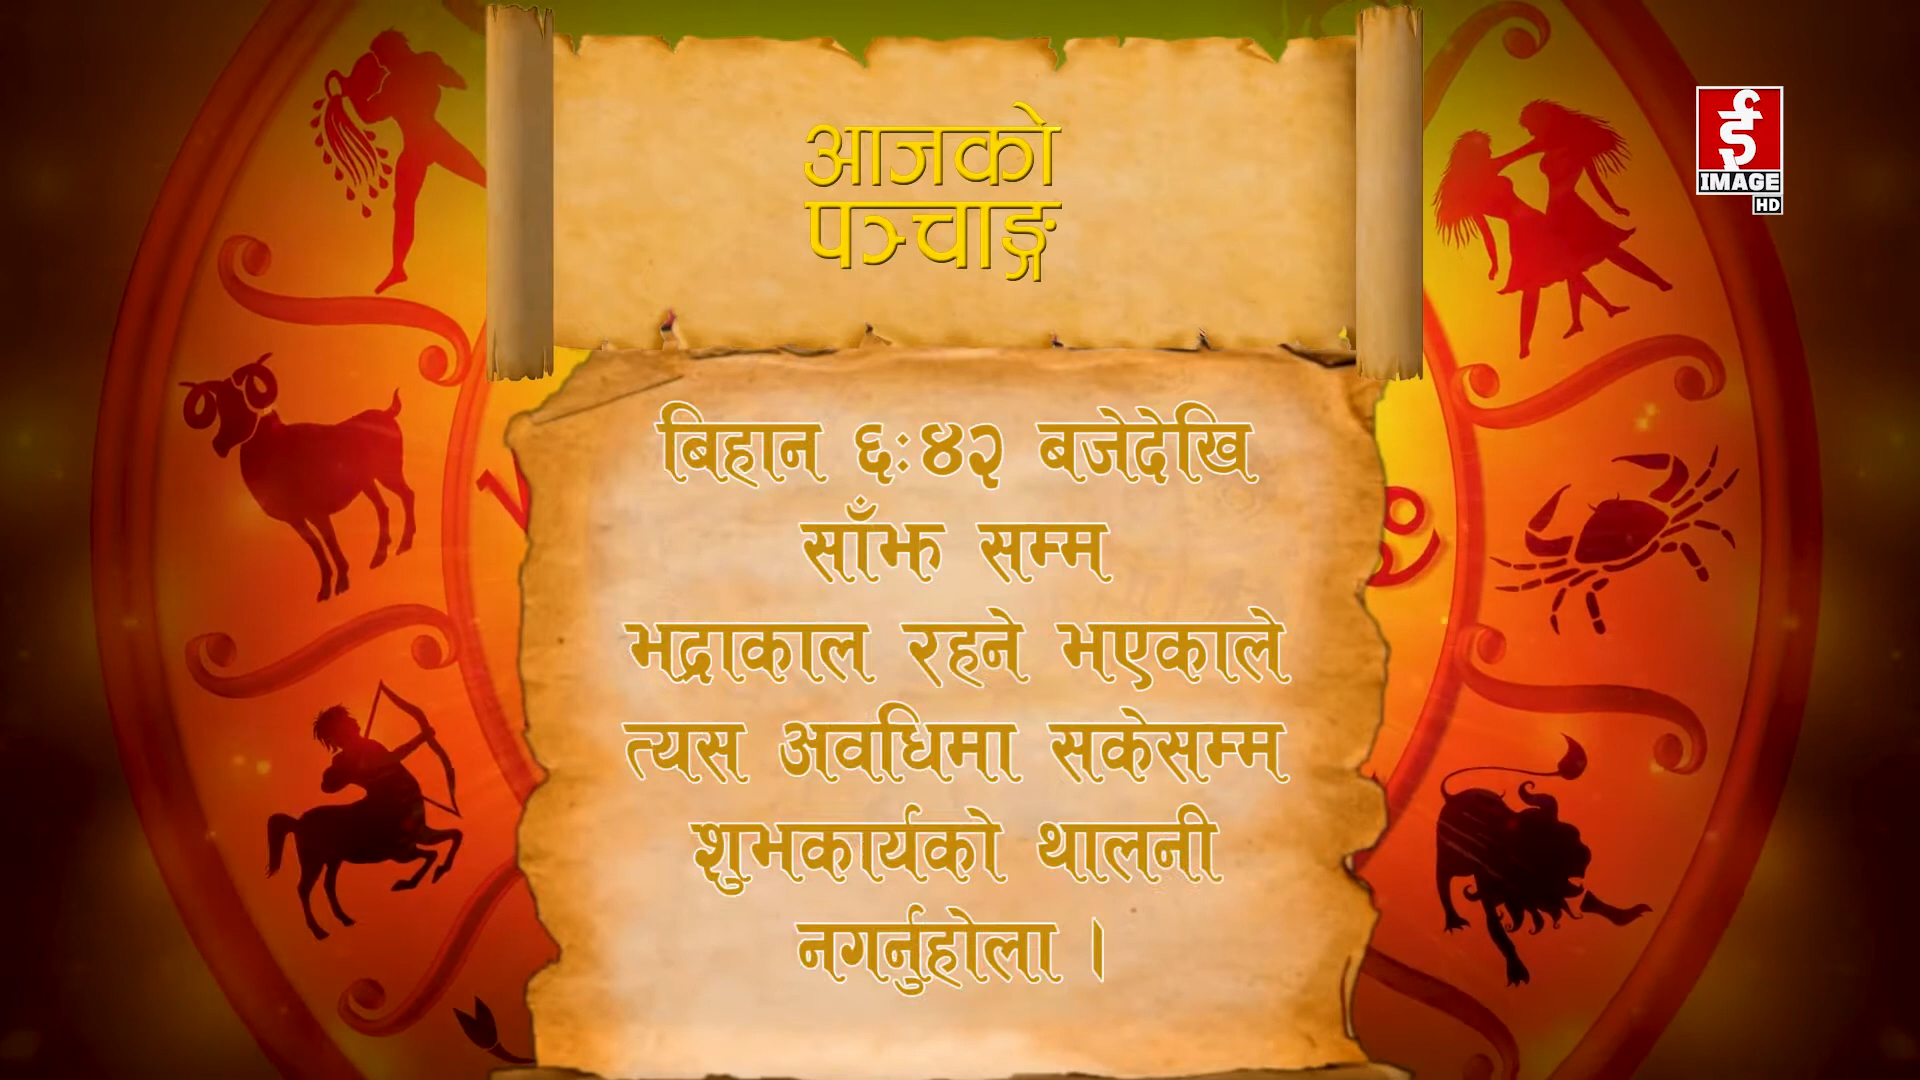 आजको
पञ्चाङ्ग
IMAGE
HD
बिहान ६:४२ बजेदेखि
साँझ सम्म
भद्राकाल रहने भएकाले
त्यस अवधिमा सकेसम्म
शुभकार्यको थालनी
नगर्नुहोला ।